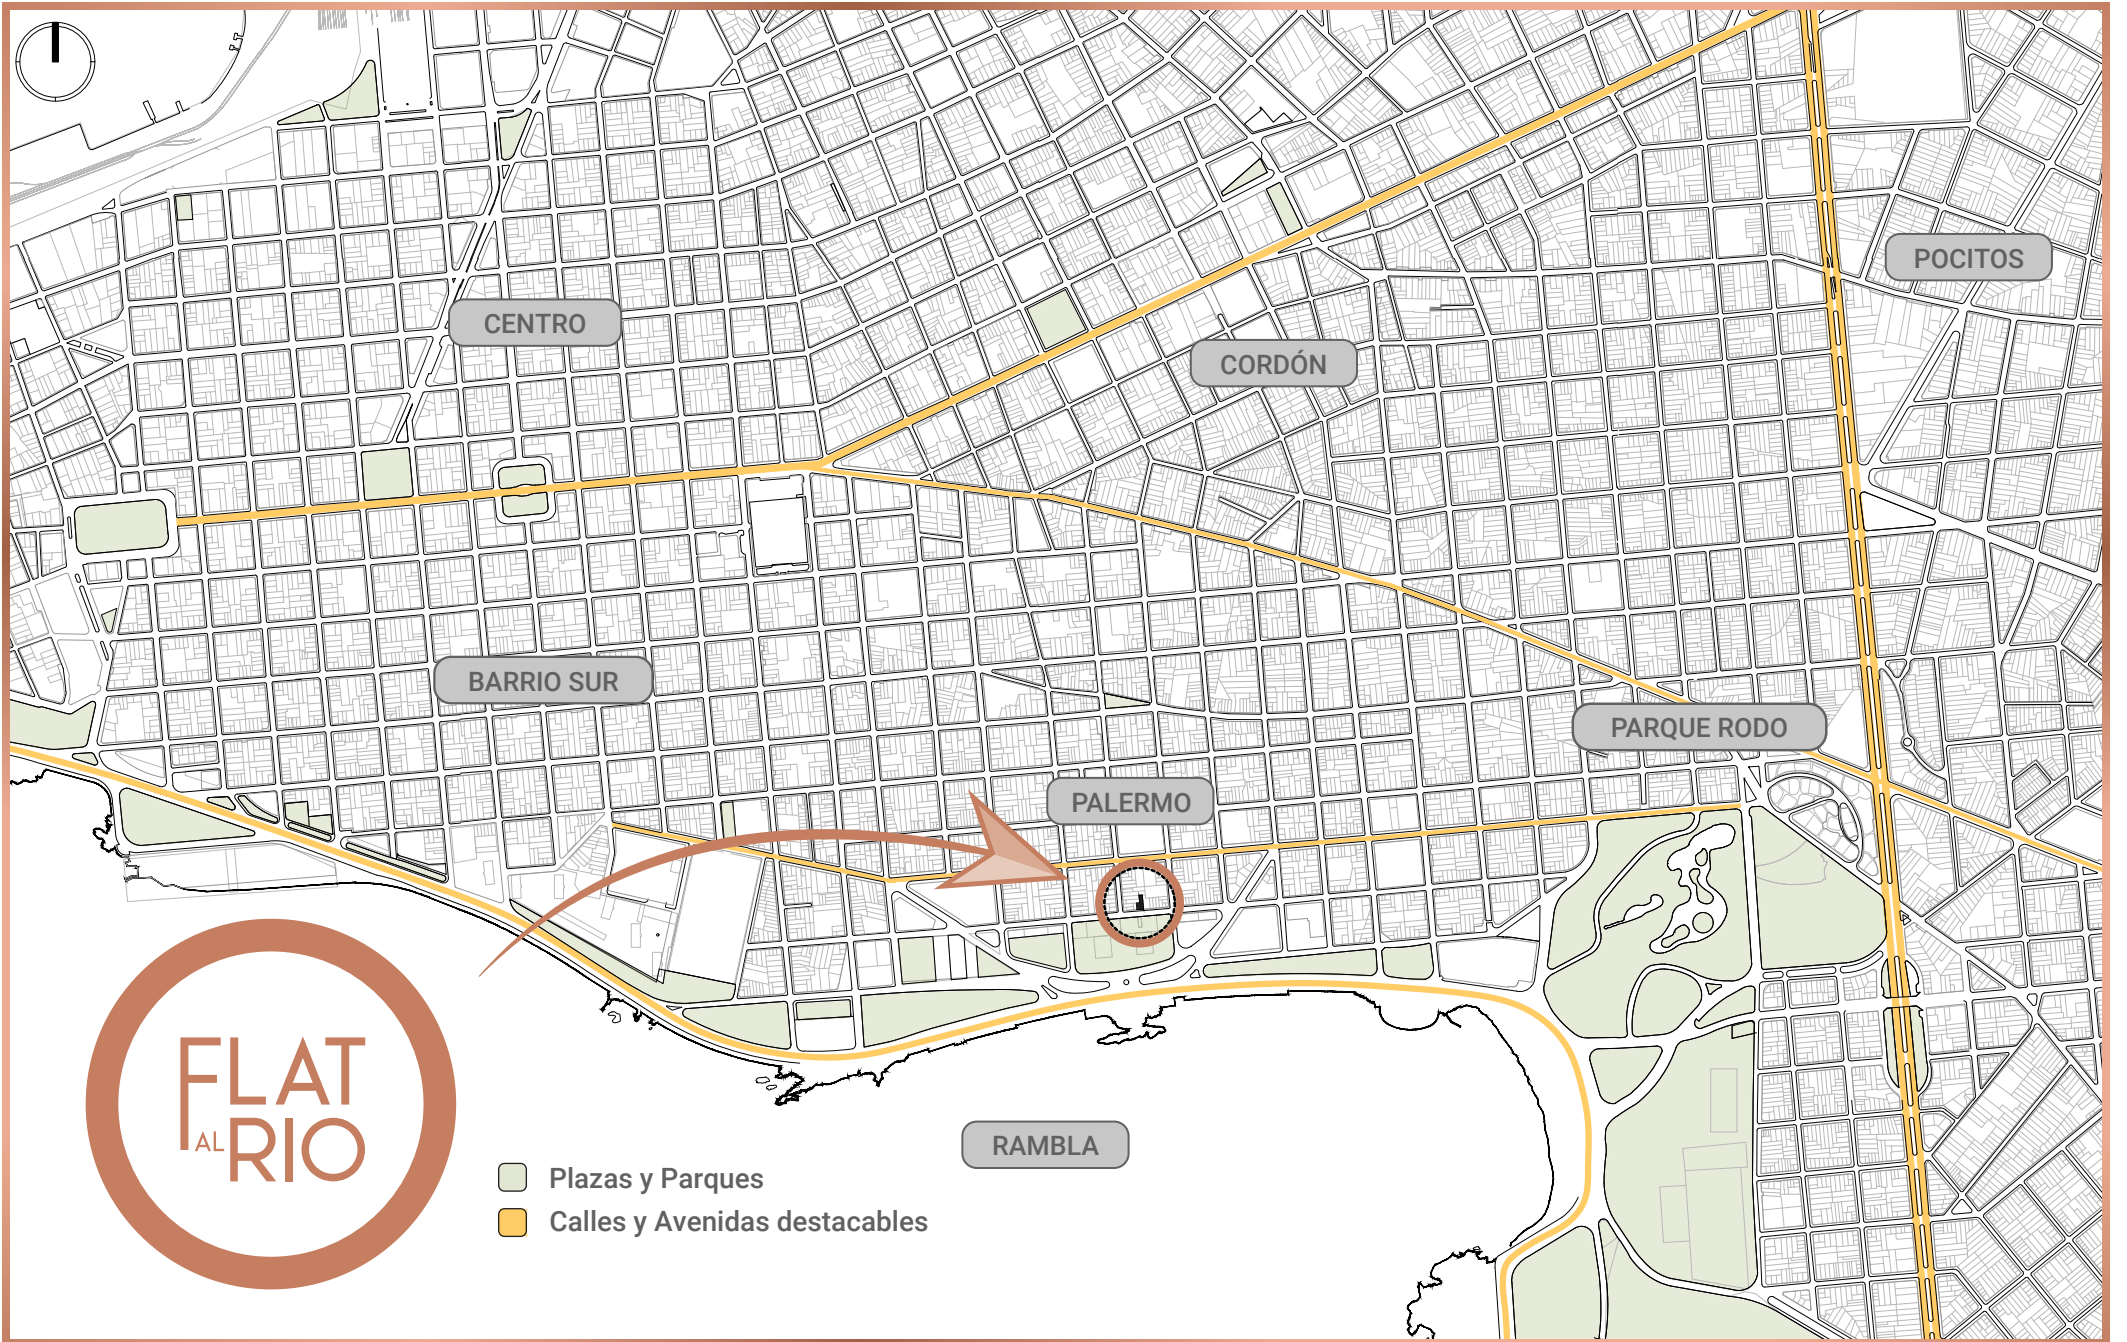 POCITOS
CENTRO
CORDÓN
BARRIO SUR
PARQUE RODO
PALERMO
FLAT
AL RIO
RAMBLA
Plazas y Parques
Calles y Avenidas destacables